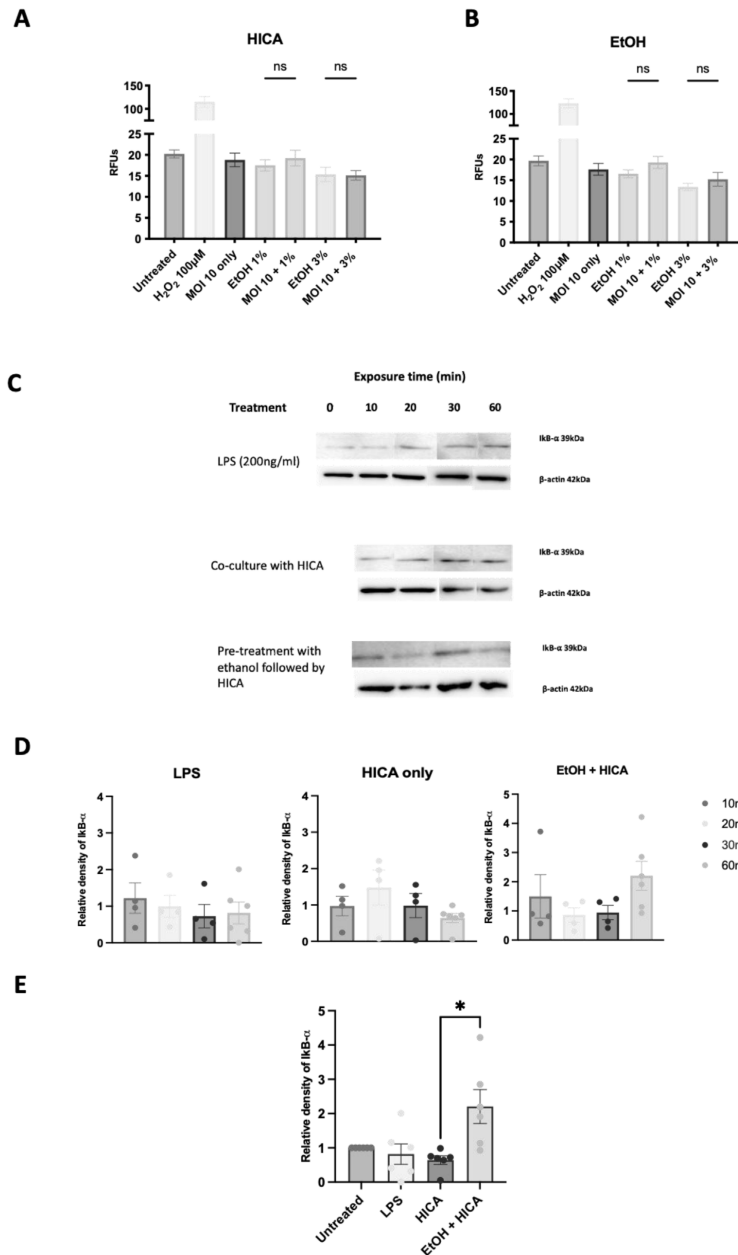 A
HICA
ns
ns
RFUs
150
100
50
25
20
15
10
5
0
Untreated
H₂O₂ 100µM
MOI 10 only
EtOH 1%
MOI 10 + 1%
EtOH 3%
MOI 10 + 3%
B
EtOH
ns
ns
RFUs
150
100
50
25
20
15
10
5
0
Untreated
H₂O₂ 100µM
MOI 10 only
EtOH 1%
MOI 10 + 1%
EtOH 3%
MOI 10 + 3%
C
Exposure time (min)
Treatment 0 10 20 30 60
LPS (200ng/ml)
IkB-α 39kDa
β-actin 42kDa
Co-culture with HICA
IkB-α 39kDa
β-actin 42kDa
Pre-treatment with
ethanol followed by
HICA
IkB-α 39kDa
β-actin 42kDa
D
LPS
Relative density of IkB-α
4
3
2
1
0
HICA only
Relative density of IkB-α
4
3
2
1
0
EtOH + HICA
Relative density of IkB-α
5
4
3
2
1
0
10
20
30
60
E
*
Relative density of IkB-α
5
4
3
2
1
0
Untreated
LPS
HICA
EtOH + HICA